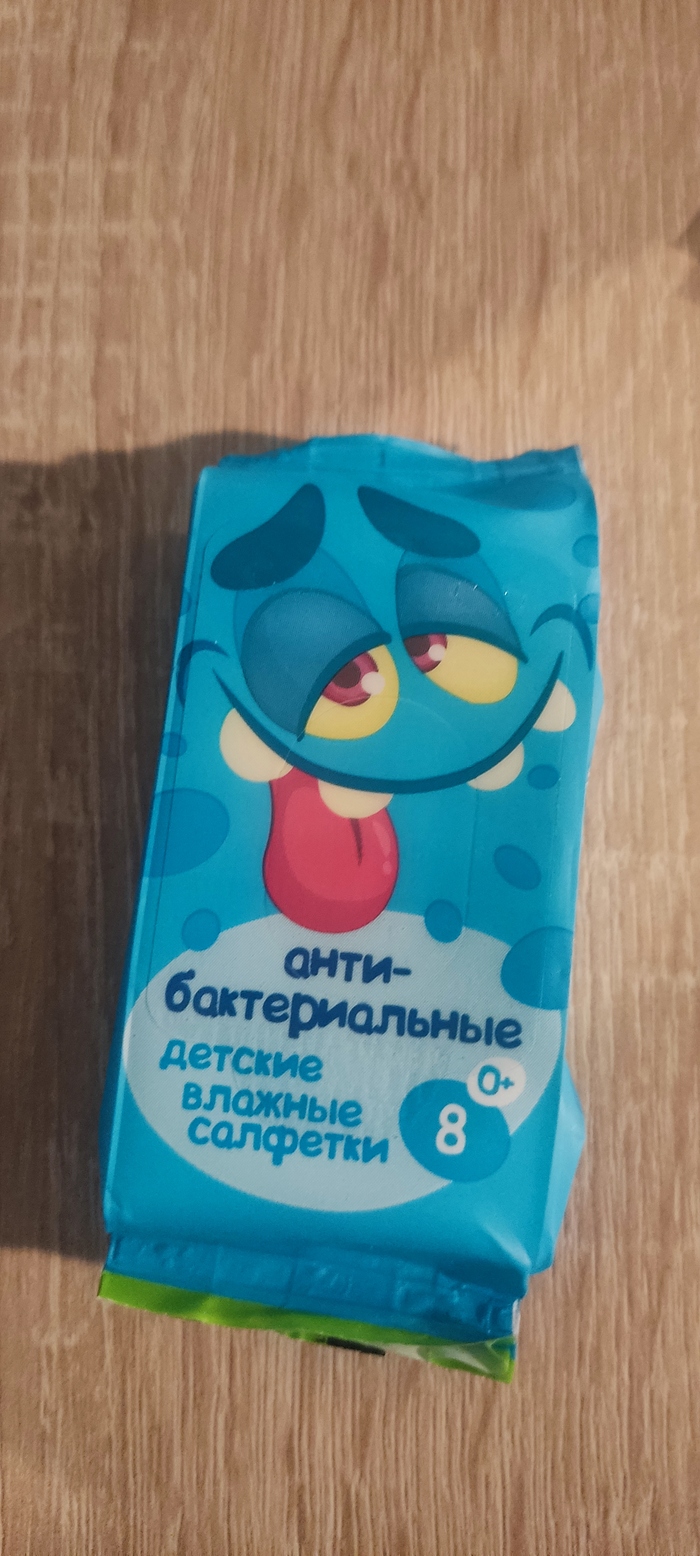 анти-
бактериальные
детские
влажные
салфетки
0+
8